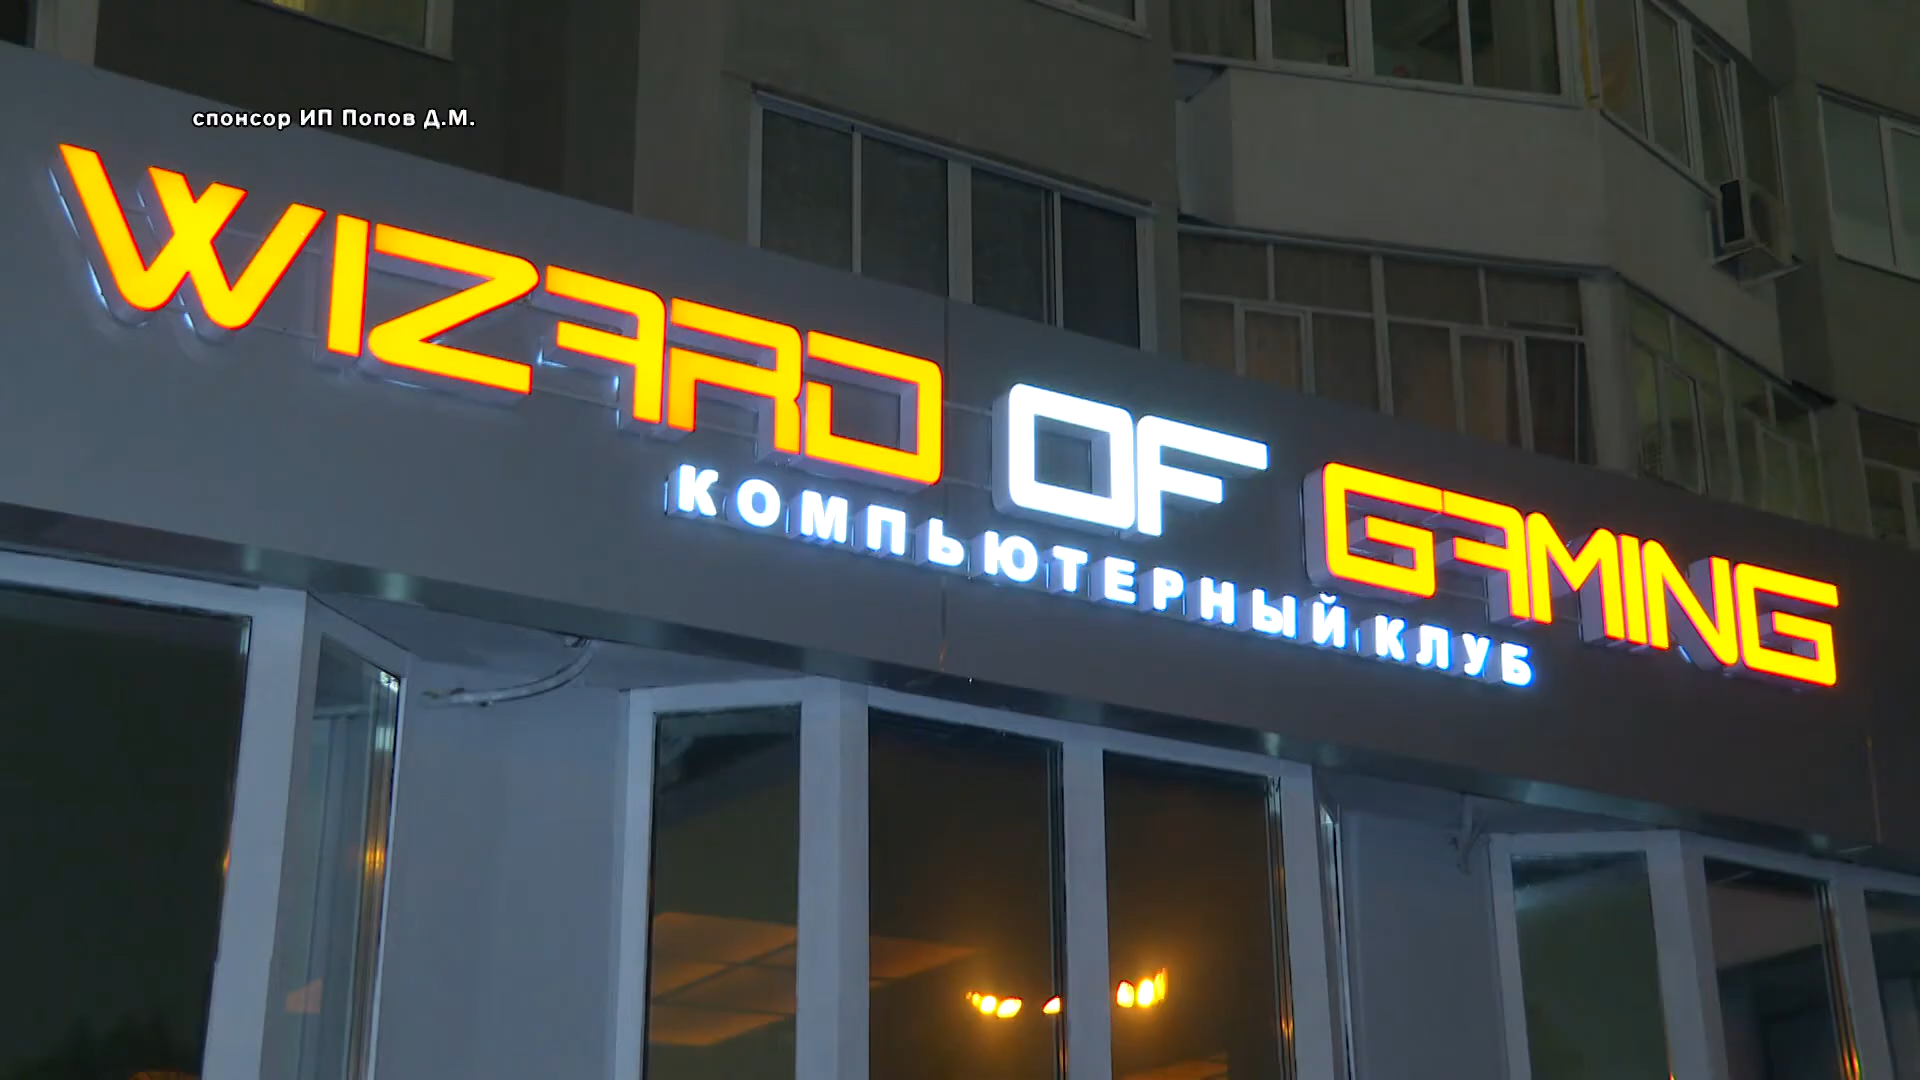 спонсор ИП Попов Д.М.
WIZARD OF GAMING
КОМПЬЮТЕРНЫЙ КЛУБ